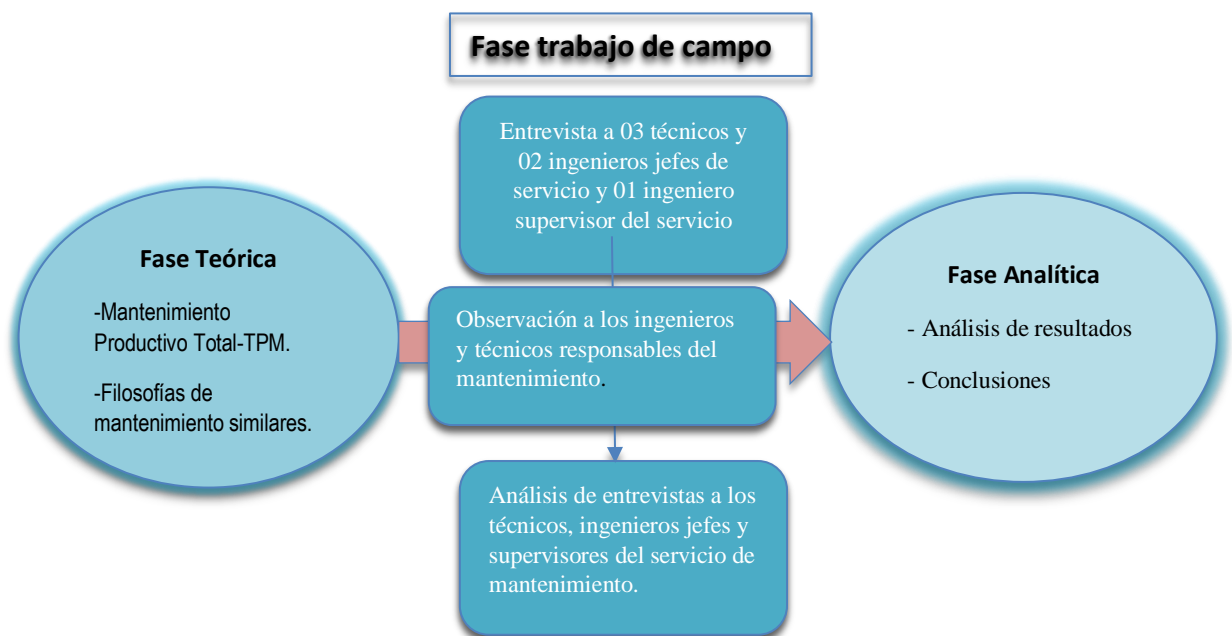 Fase trabajo de campo
Entrevista a 03 técnicos y
02 ingenieros jefes de
servicio y 01 ingeniero
supervisor del servicio
Fase Teórica
-Mantenimiento
Productivo Total-TPM.
-Filosofías de
mantenimiento similares.
Observación a los ingenieros
y técnicos responsables del
mantenimiento.
Fase Analítica
- Análisis de resultados
- Conclusiones
Análisis de entrevistas a los
técnicos, ingenieros jefes y
supervisores del servicio de
mantenimiento.